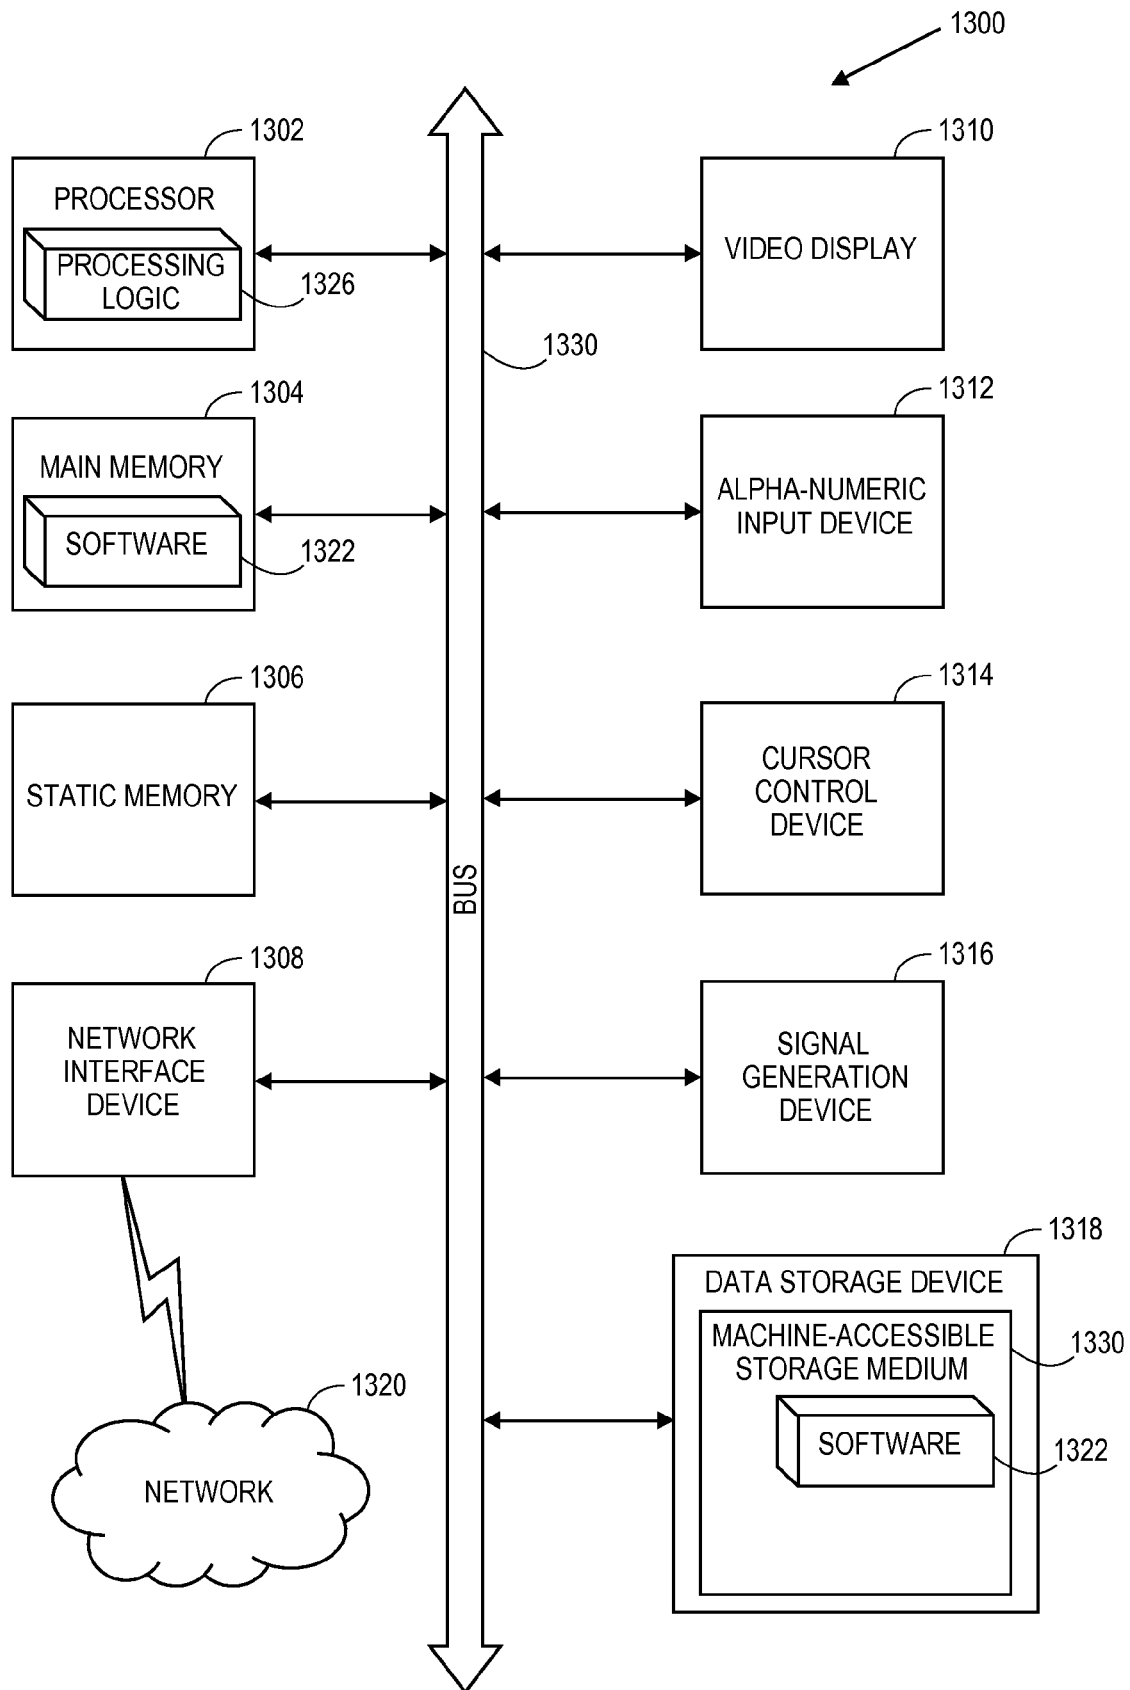 1300
1302
PROCESSOR
PROCESSING
LOGIC
1326
1304
MAIN MEMORY
SOFTWARE
1322
1306
STATIC MEMORY
1308
NETWORK
INTERFACE
DEVICE
1320
NETWORK
BUS
1330
1310
VIDEO DISPLAY
1312
ALPHA-NUMERIC
INPUT DEVICE
1314
CURSOR
CONTROL
DEVICE
1316
SIGNAL
GENERATION
DEVICE
1318
DATA STORAGE DEVICE
MACHINE-ACCESSIBLE
STORAGE MEDIUM
1330
SOFTWARE
1322